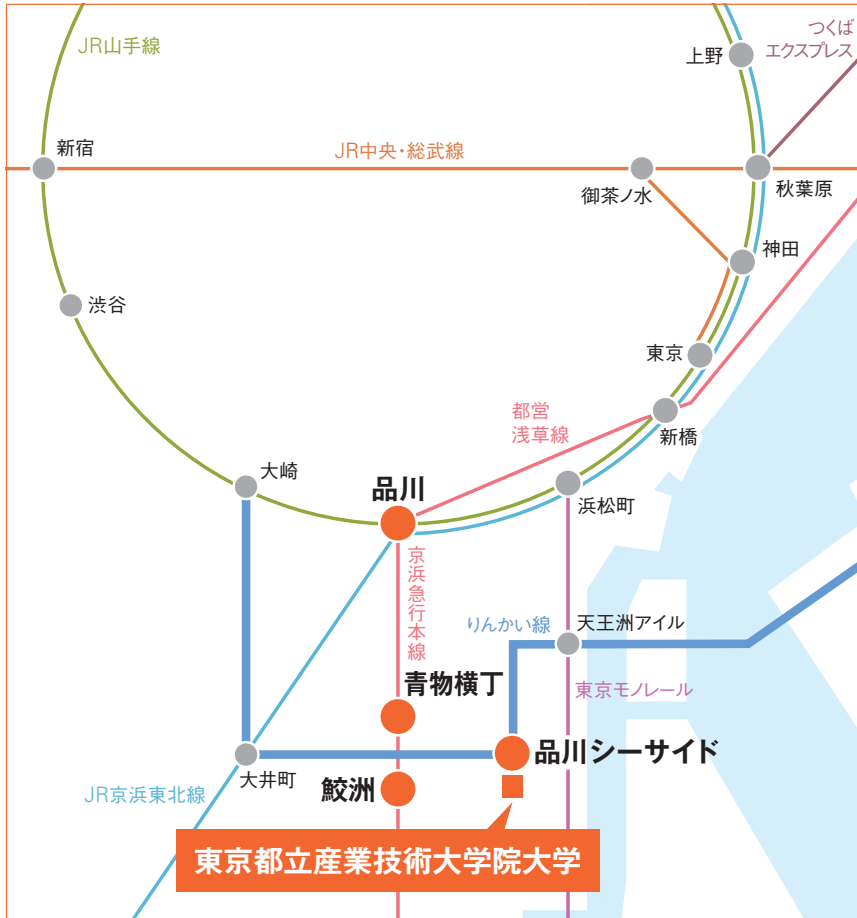 つくば
エクスプレス
JR山手線
上野
新宿
JR中央・総武線
御茶ノ水
秋葉原
神田
渋谷
東京
都営
浅草線
新橋
大崎
品川
浜松町
京浜急行本線
りんかい線
天王洲アイル
青物横丁
東京モノレール
品川シーサイド
大井町
JR京浜東北線
鮫洲
東京都立産業技術大学院大学